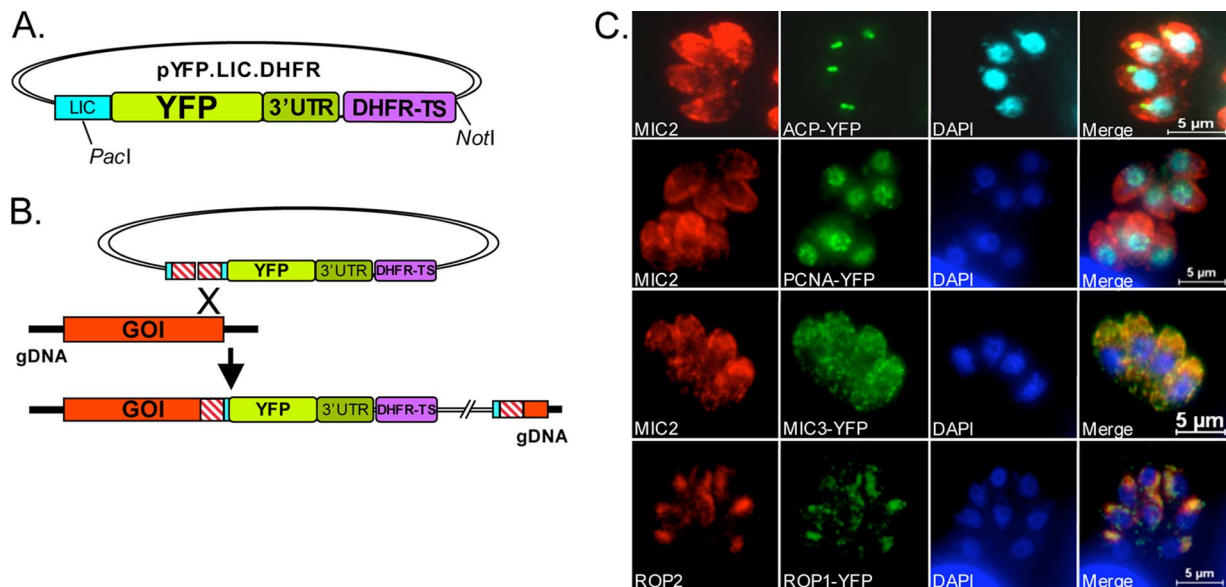 A.
pYFP.LIC.DHFR
LIC YFP 3'UTR DHFR-TS
PacI NotI
B.
YFP 3'UTR DHFR-TS
X
GOI
gDNA
GOI YFP 3'UTR DHFR-TS
gDNA
C.
MIC2 ACP-YFP DAPI Merge 5 µm
MIC2 PCNA-YFP DAPI Merge 5 µm
MIC2 MIC3-YFP DAPI Merge 5 µm
ROP2 ROP1-YFP DAPI Merge 5 µm